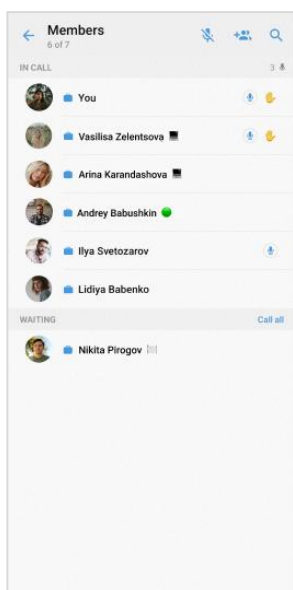 Members
6 of 7
IN CALL 3
You
Vasilisa Zelentsova
Arina Karandashova
Andrey Babushkin
Ilya Svetozarov
Lidiya Babenko
WAITING Call all
Nikita Pirogov